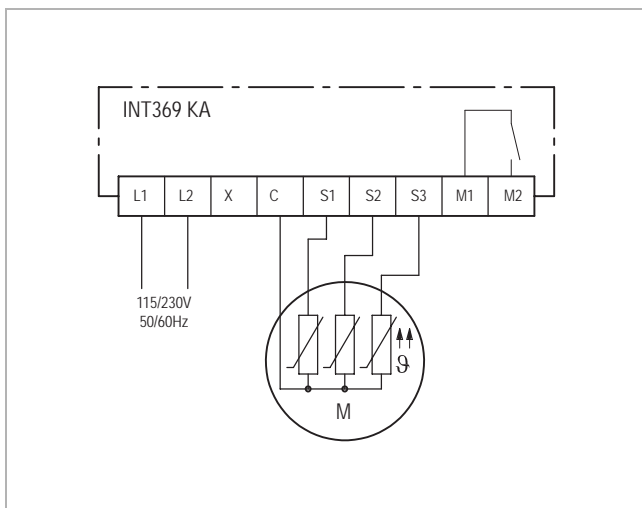 INT369 KA
L1 L2 X C S1 S2 S3 M1 M2
115/230V
50/60Hz
ϑ
M